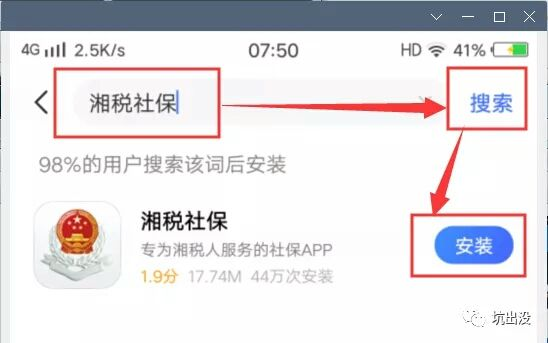 4G 2.5K/s 07:50 HD 41%
湘税社保 搜索
98%的用户搜索该词后安装
湘税社保
专为湘税人服务的社保APP
安装
1.9分 17.74M 44万次安装
坑出没